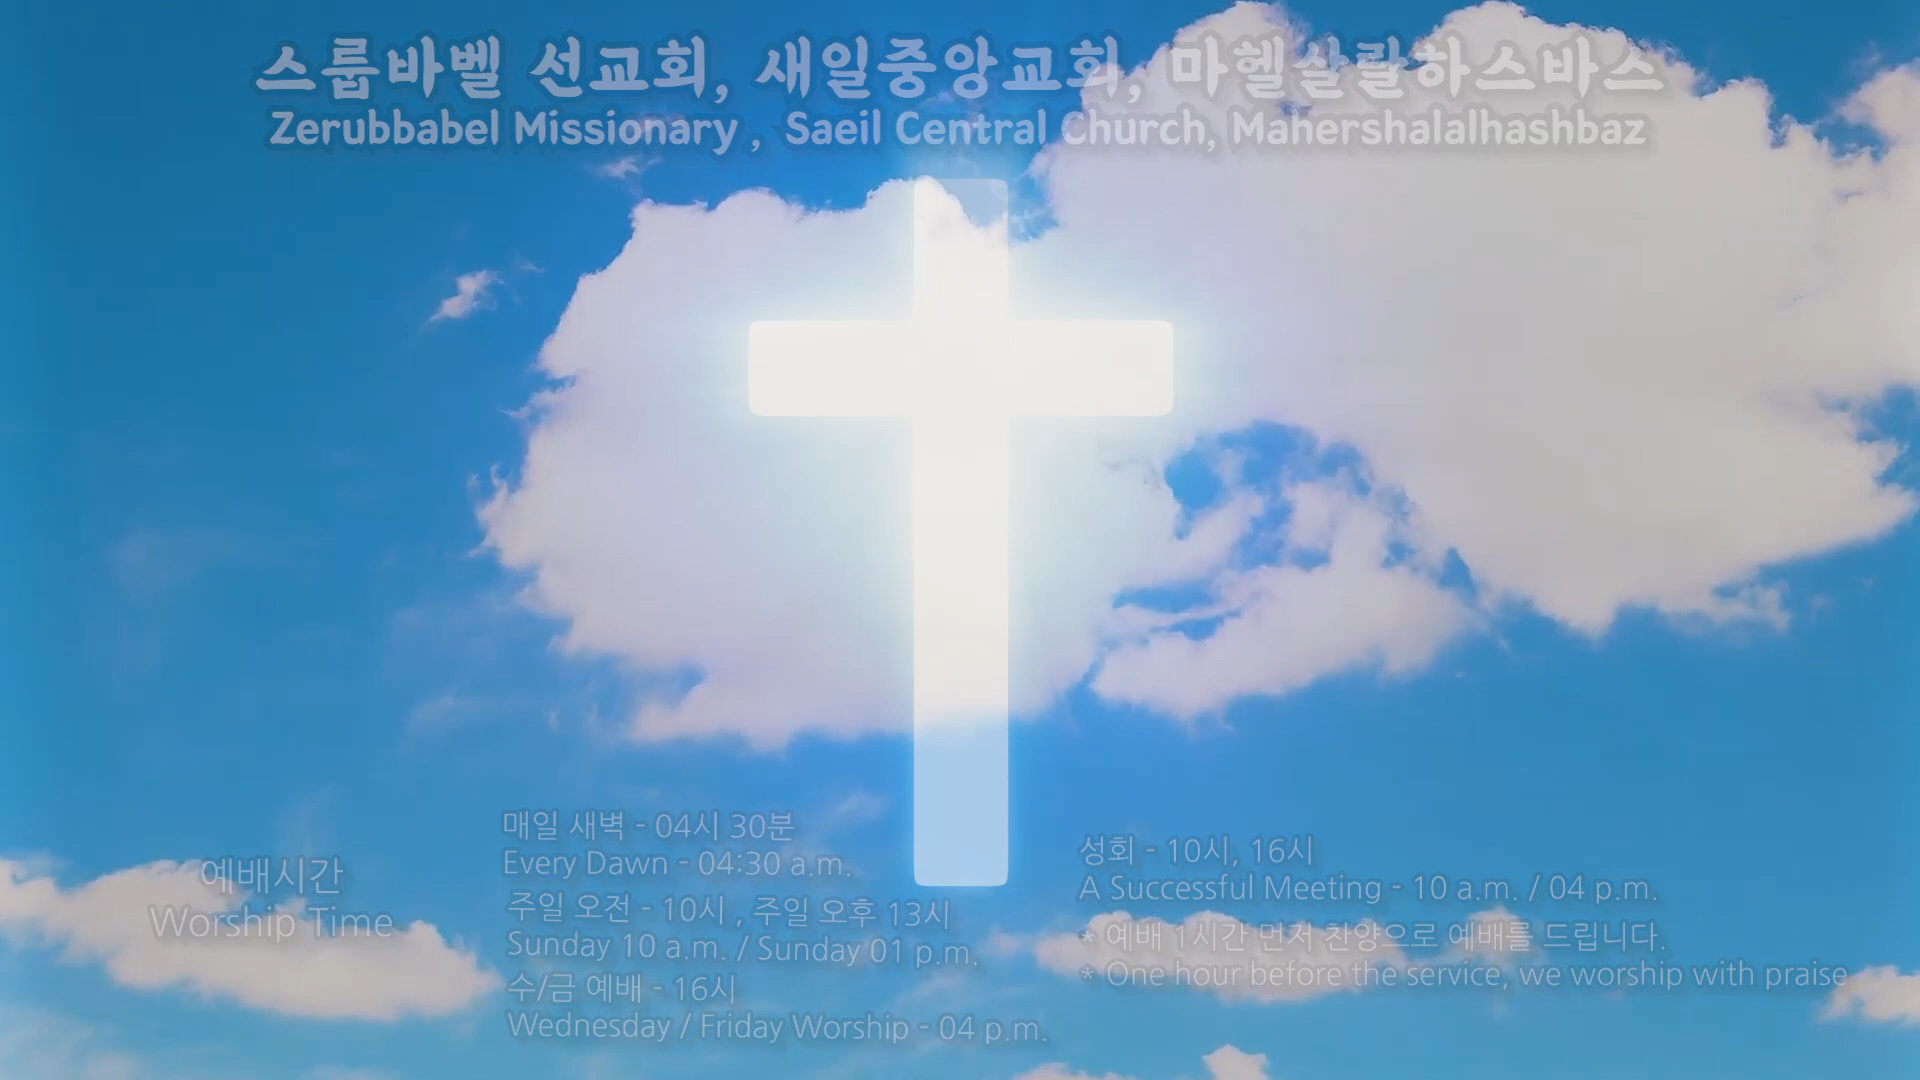 스룹바벨 선교회, 새일중앙교회, 마헬살랄하스바스
Zerubbabel Missionary , Saeil Central Church, Mahershalalhashbaz
예배시간
Worship Time
매일 새벽 - 04시 30분
Every Dawn - 04:30 a.m.
주일 오전 - 10시 , 주일 오후 13시
Sunday 10 a.m. / Sunday 01 p.m.
수/금 예배 - 16시
Wednesday / Friday Worship - 04 p.m.
성회 - 10시, 16시
A Successful Meeting - 10 a.m. / 04 p.m.
* 예배 1시간 먼저 찬양으로 예배를 드립니다.
* One hour before the service, we worship with praise